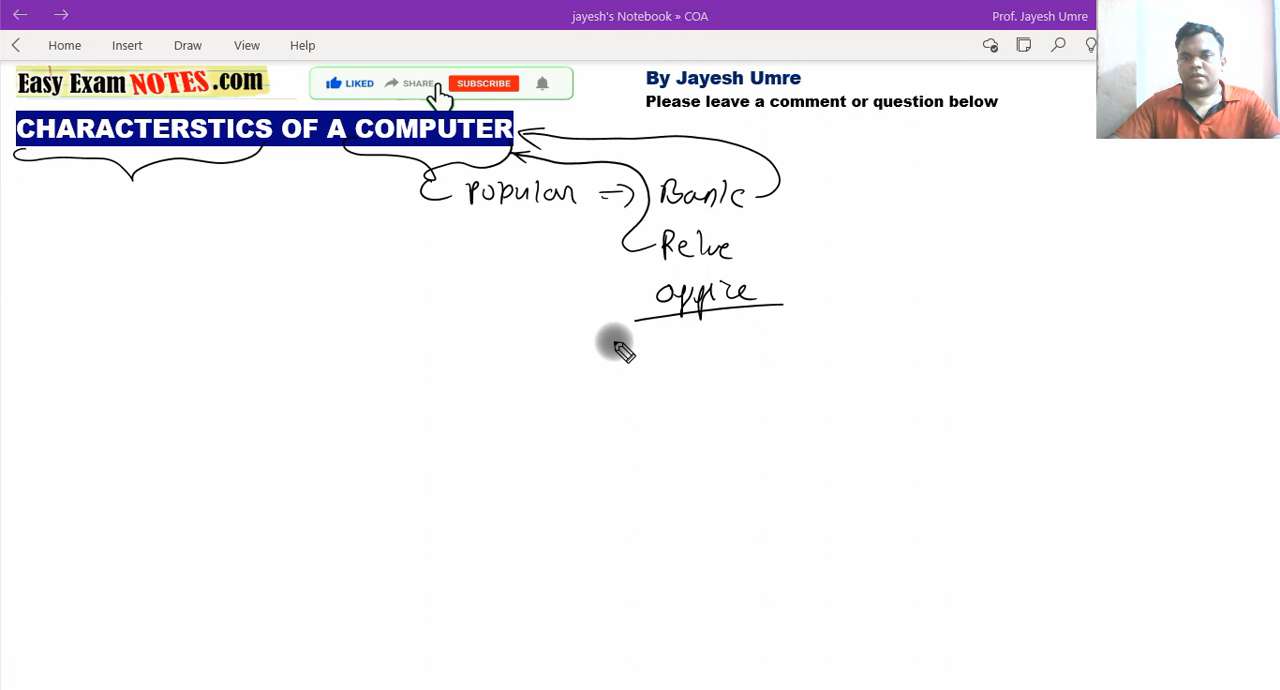 jayesh's Notebook » COA
Prof. Jayesh Umre
Home Insert Draw View Help
Easy Exam NOTES.com
LIKED SHARE SUBSCRIBE
By Jayesh Umre
Please leave a comment or question below
CHARACTERSTICS OF A COMPUTER
Popular => Bank